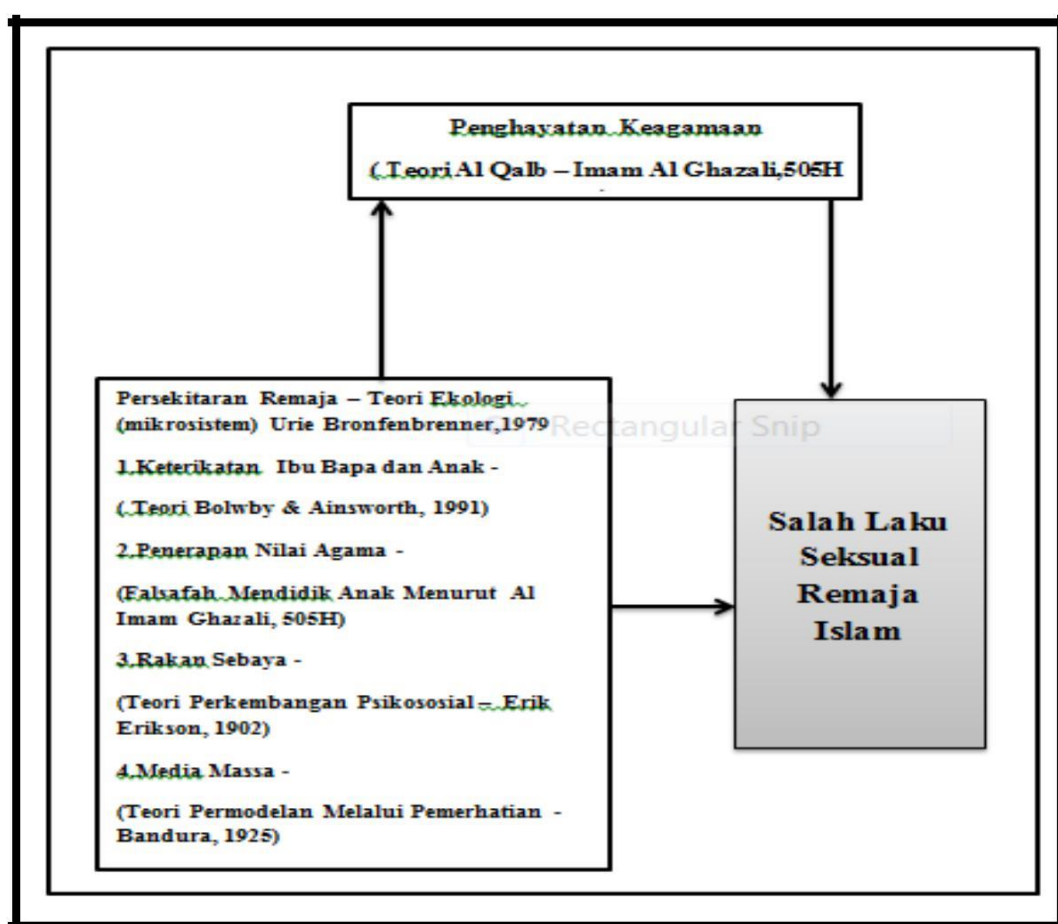 Penghayatan Keagamaan
( Teori Al Qalb – Imam Al Ghazali,505H
Persekitaran Remaja – Teori Ekologi
(mikrosistem) Urie Bronfenbrenner,1979
1.Keterikatan Ibu Bapa dan Anak -
( Teori Bolwby & Ainsworth, 1991)
2.Penerapan Nilai Agama -
(Falsafah Mendidik Anak Menurut Al
Imam Ghazali, 505H)
3.Rakan Sebaya -
(Teori Perkembangan Psikososial – Erik
Erikson, 1902)
4.Media Massa -
(Teori Permodelan Melalui Pemerhatian -
Bandura, 1925)
Rectangular Snip
Salah Laku
Seksual
Remaja
Islam